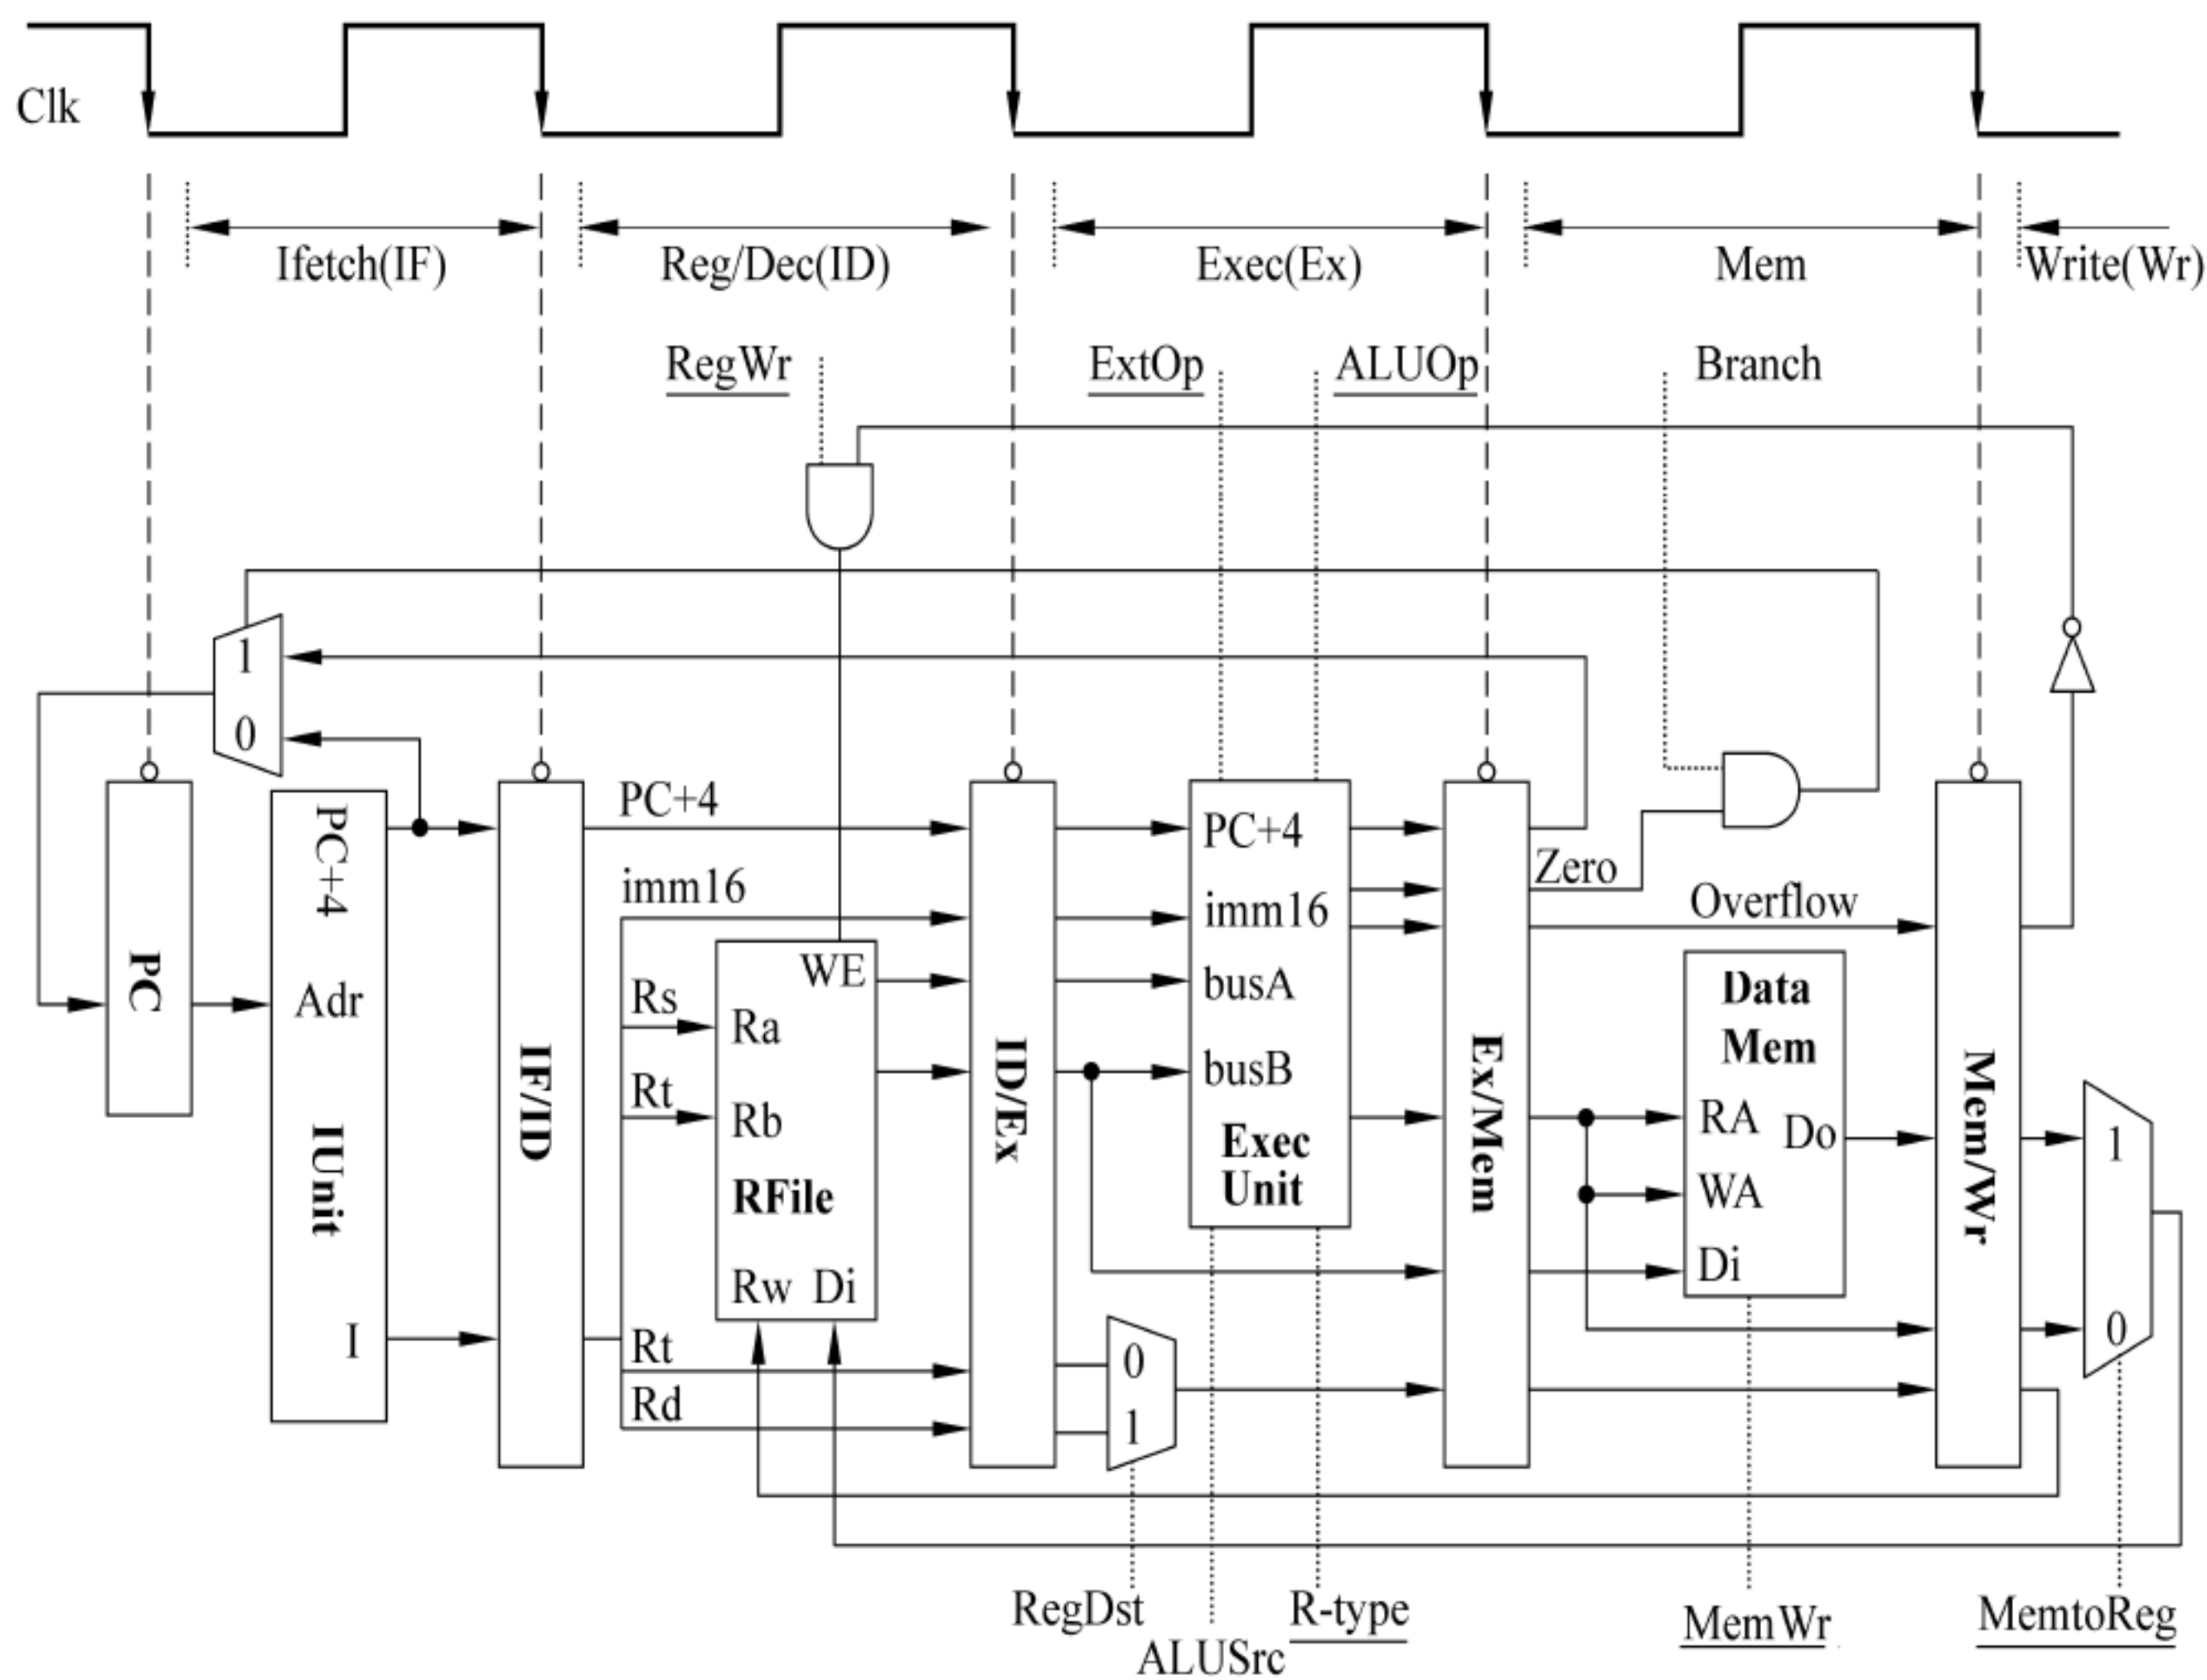 Clk
Ifetch(IF)
Reg/Dec(ID)
Exec(Ex)
Mem
Write(Wr)
RegWr
ExtOp
ALUOp
Branch
1
0
PC+4
PC
Adr
IUnit
I
IF/ID
PC+4
imm16
Rs
Rt
WE
Ra
Rb
RFile
Rw Di
Rt
Rd
ID/Ex
PC+4
imm16
busA
busB
Exec
Unit
0
1
Ex/Mem
Zero
Overflow
Data
Mem
RA
Do
WA
Di
Mem/Wr
1
0
RegDst
ALUSrc
R-type
MemWr
MemtoReg